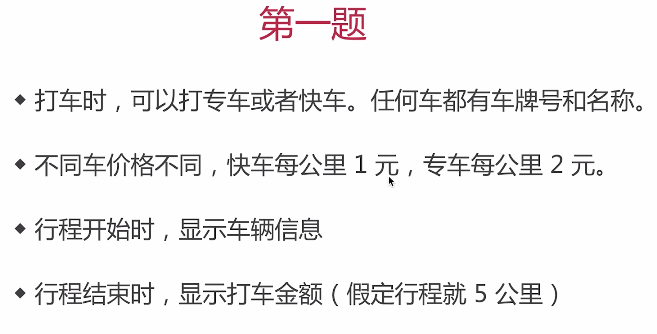 第一题
◆ 打车时，可以打专车或者快车。任何车都有车牌号和名称。
◆ 不同车价格不同，快车每公里 1 元，专车每公里 2 元。
◆ 行程开始时，显示车辆信息
◆ 行程结束时，显示打车金额（假定行程就 5 公里）